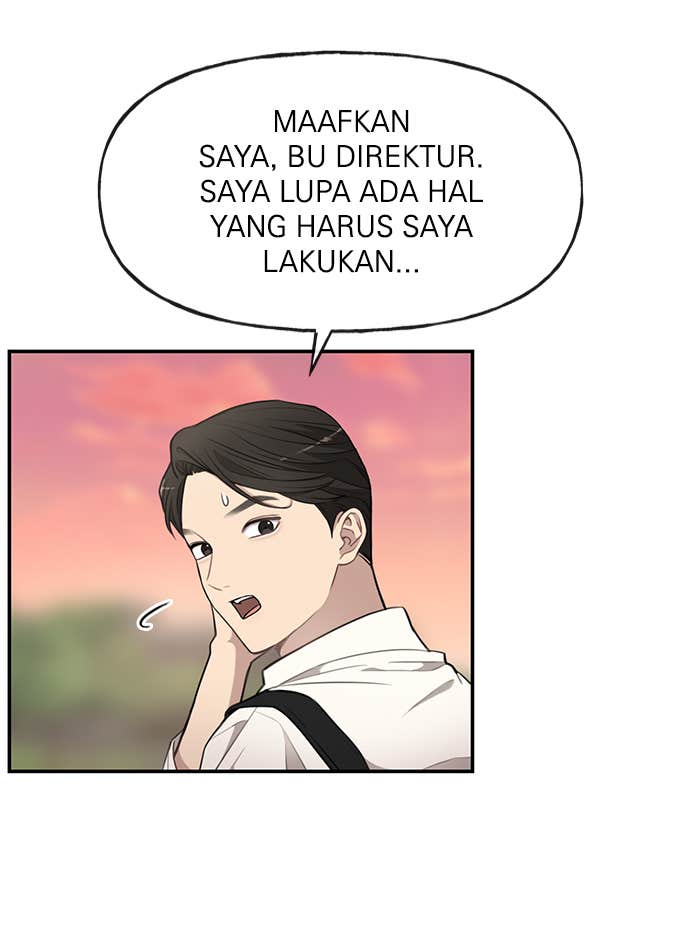 MAAFKAN
SAYA, BU DIREKTUR.
SAYA LUPA ADA HAL
YANG HARUS SAYA
LAKUKAN...